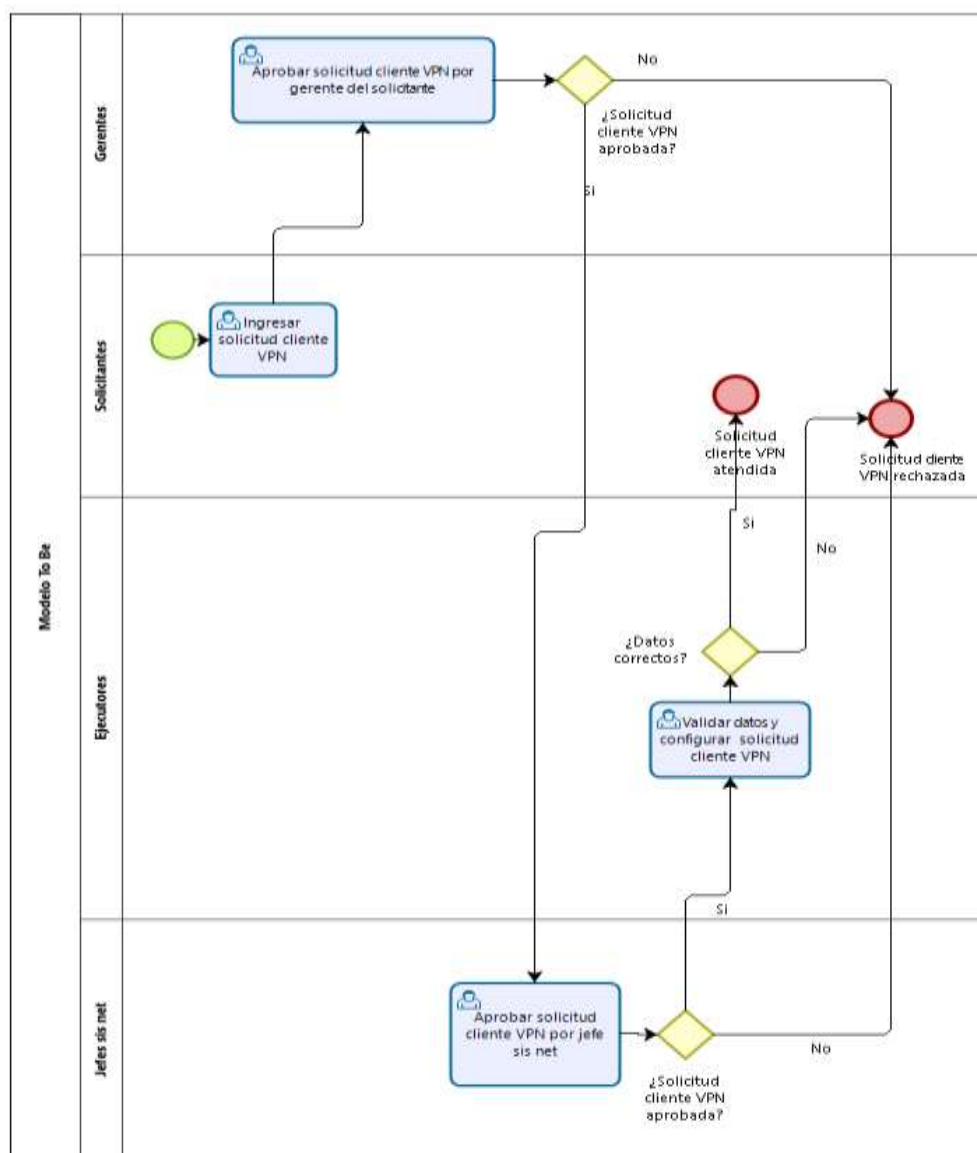 Modelo To Be
Gerentes
Aprobar solicitud cliente VPN por
gerente del solicitante
No
¿Solicitud
cliente VPN
aprobada?
Si
Solicitantes
Ingresar
solicitud cliente
VPN
Solicitud
cliente VPN
atendida
Solicitud cliente
VPN rechazada
Ejecutores
Si
No
¿Datos
correctos?
Validar datos y
configurar solicitud
cliente VPN
Si
Jefes sis net
Aprobar solicitud
cliente VPN por jefe
sis net
No
¿Solicitud
cliente VPN
aprobada?